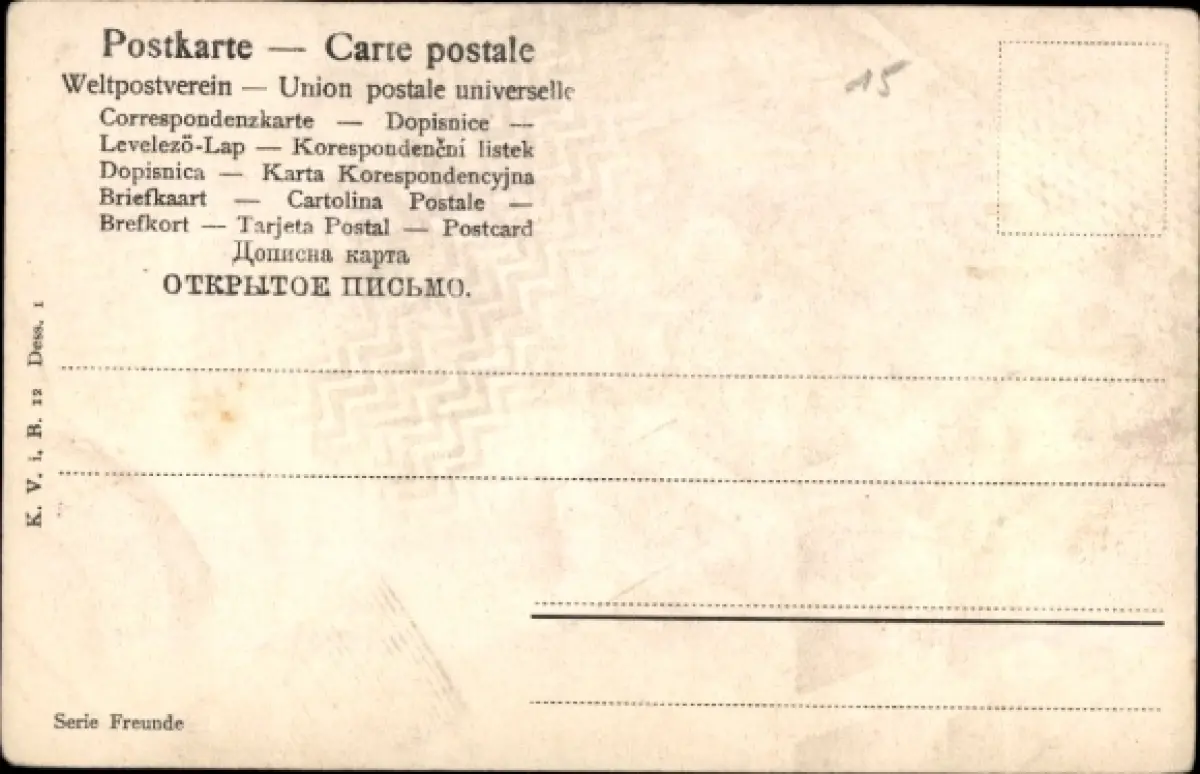 Postkarte — Carte postale
Weltpostverein — Union postale universelle
Correspondenzkarte — Dopisnice —
Levelező-Lap — Korespondenční listek
Dopisnica — Karta Korespondencyjna
Briefkaart — Cartolina Postale —
Brefkort — Tarjeta Postal — Postcard
Дописна карта
ОТКРЫТОЕ ПИСЬМО.
15
K. V. i. B. 12 Dess. 1
Serie Freunde